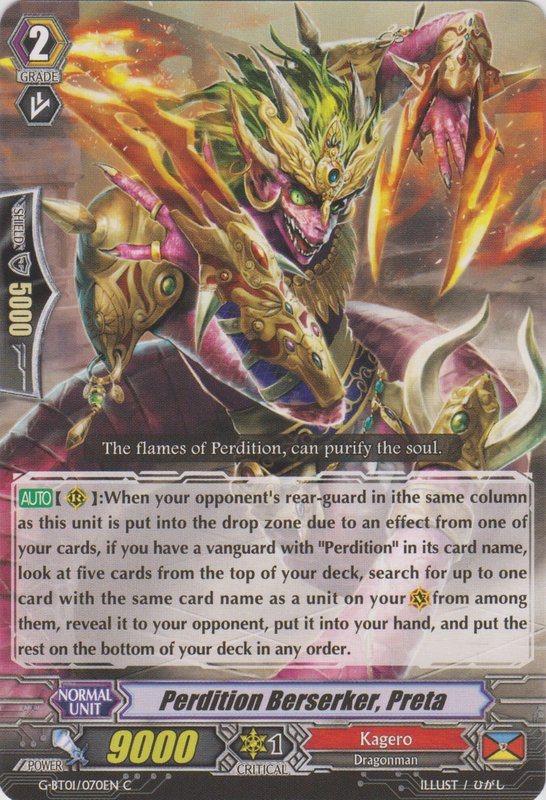 2
GRADE
SHIELD
5000
The flames of Perdition, can purify the soul.
AUTO【 R 】:When your opponent's rear-guard in ithe same column
as this unit is put into the drop zone due to an effect from one of
your cards, if you have a vanguard with "Perdition" in its card name,
look at five cards from the top of your deck, search for up to one
card with the same card name as a unit on your V from among
them, reveal it to your opponent, put it into your hand, and put the
rest on the bottom of your deck in any order.
NORMAL
UNIT
Perdition Berserker, Preta
POWER 9000
1
CRITICAL
Kagero
Dragonman
G-BT01/070EN C
ILLUST / ひがし